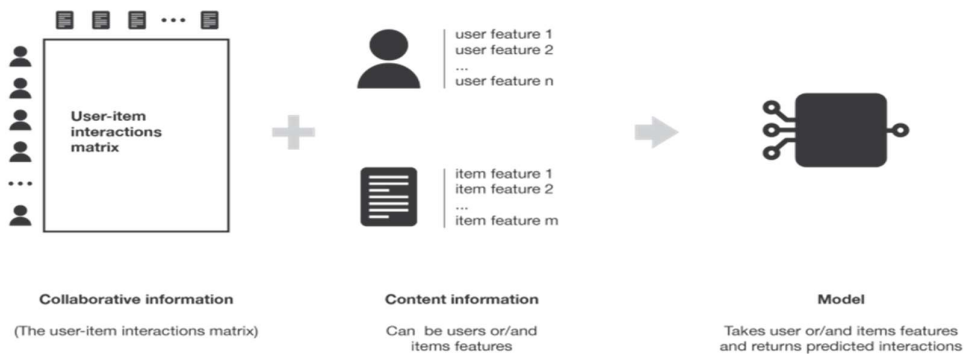 User-item
interactions
matrix
user feature 1
user feature 2
...
user feature n
item feature 1
item feature 2
...
item feature m
Collaborative information
(The user-item interactions matrix)
Content information
Can be users or/and
items features
Model
Takes user or/and items features
and returns predicted interactions